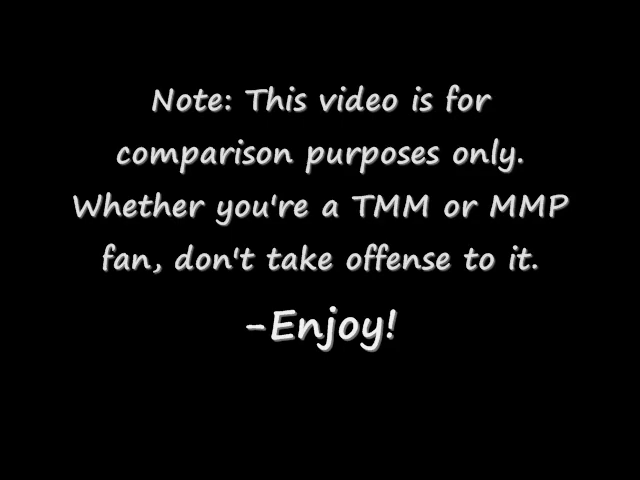 Note: This video is for
comparison purposes only.
Whether you're a TMM or MMP
fan, don't take offense to it.
-Enjoy!